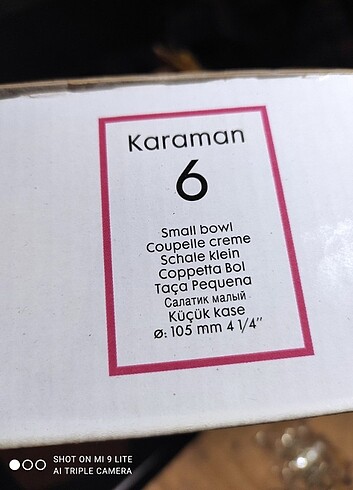 Karaman
6
Small bowl
Coupelle creme
Schale klein
Coppetta Bol
Taça Pequena
Салатик малый
Küçük kase
Ø: 105 mm 4 1/4"
SHOT ON MI 9 LITE
AI TRIPLE CAMERA